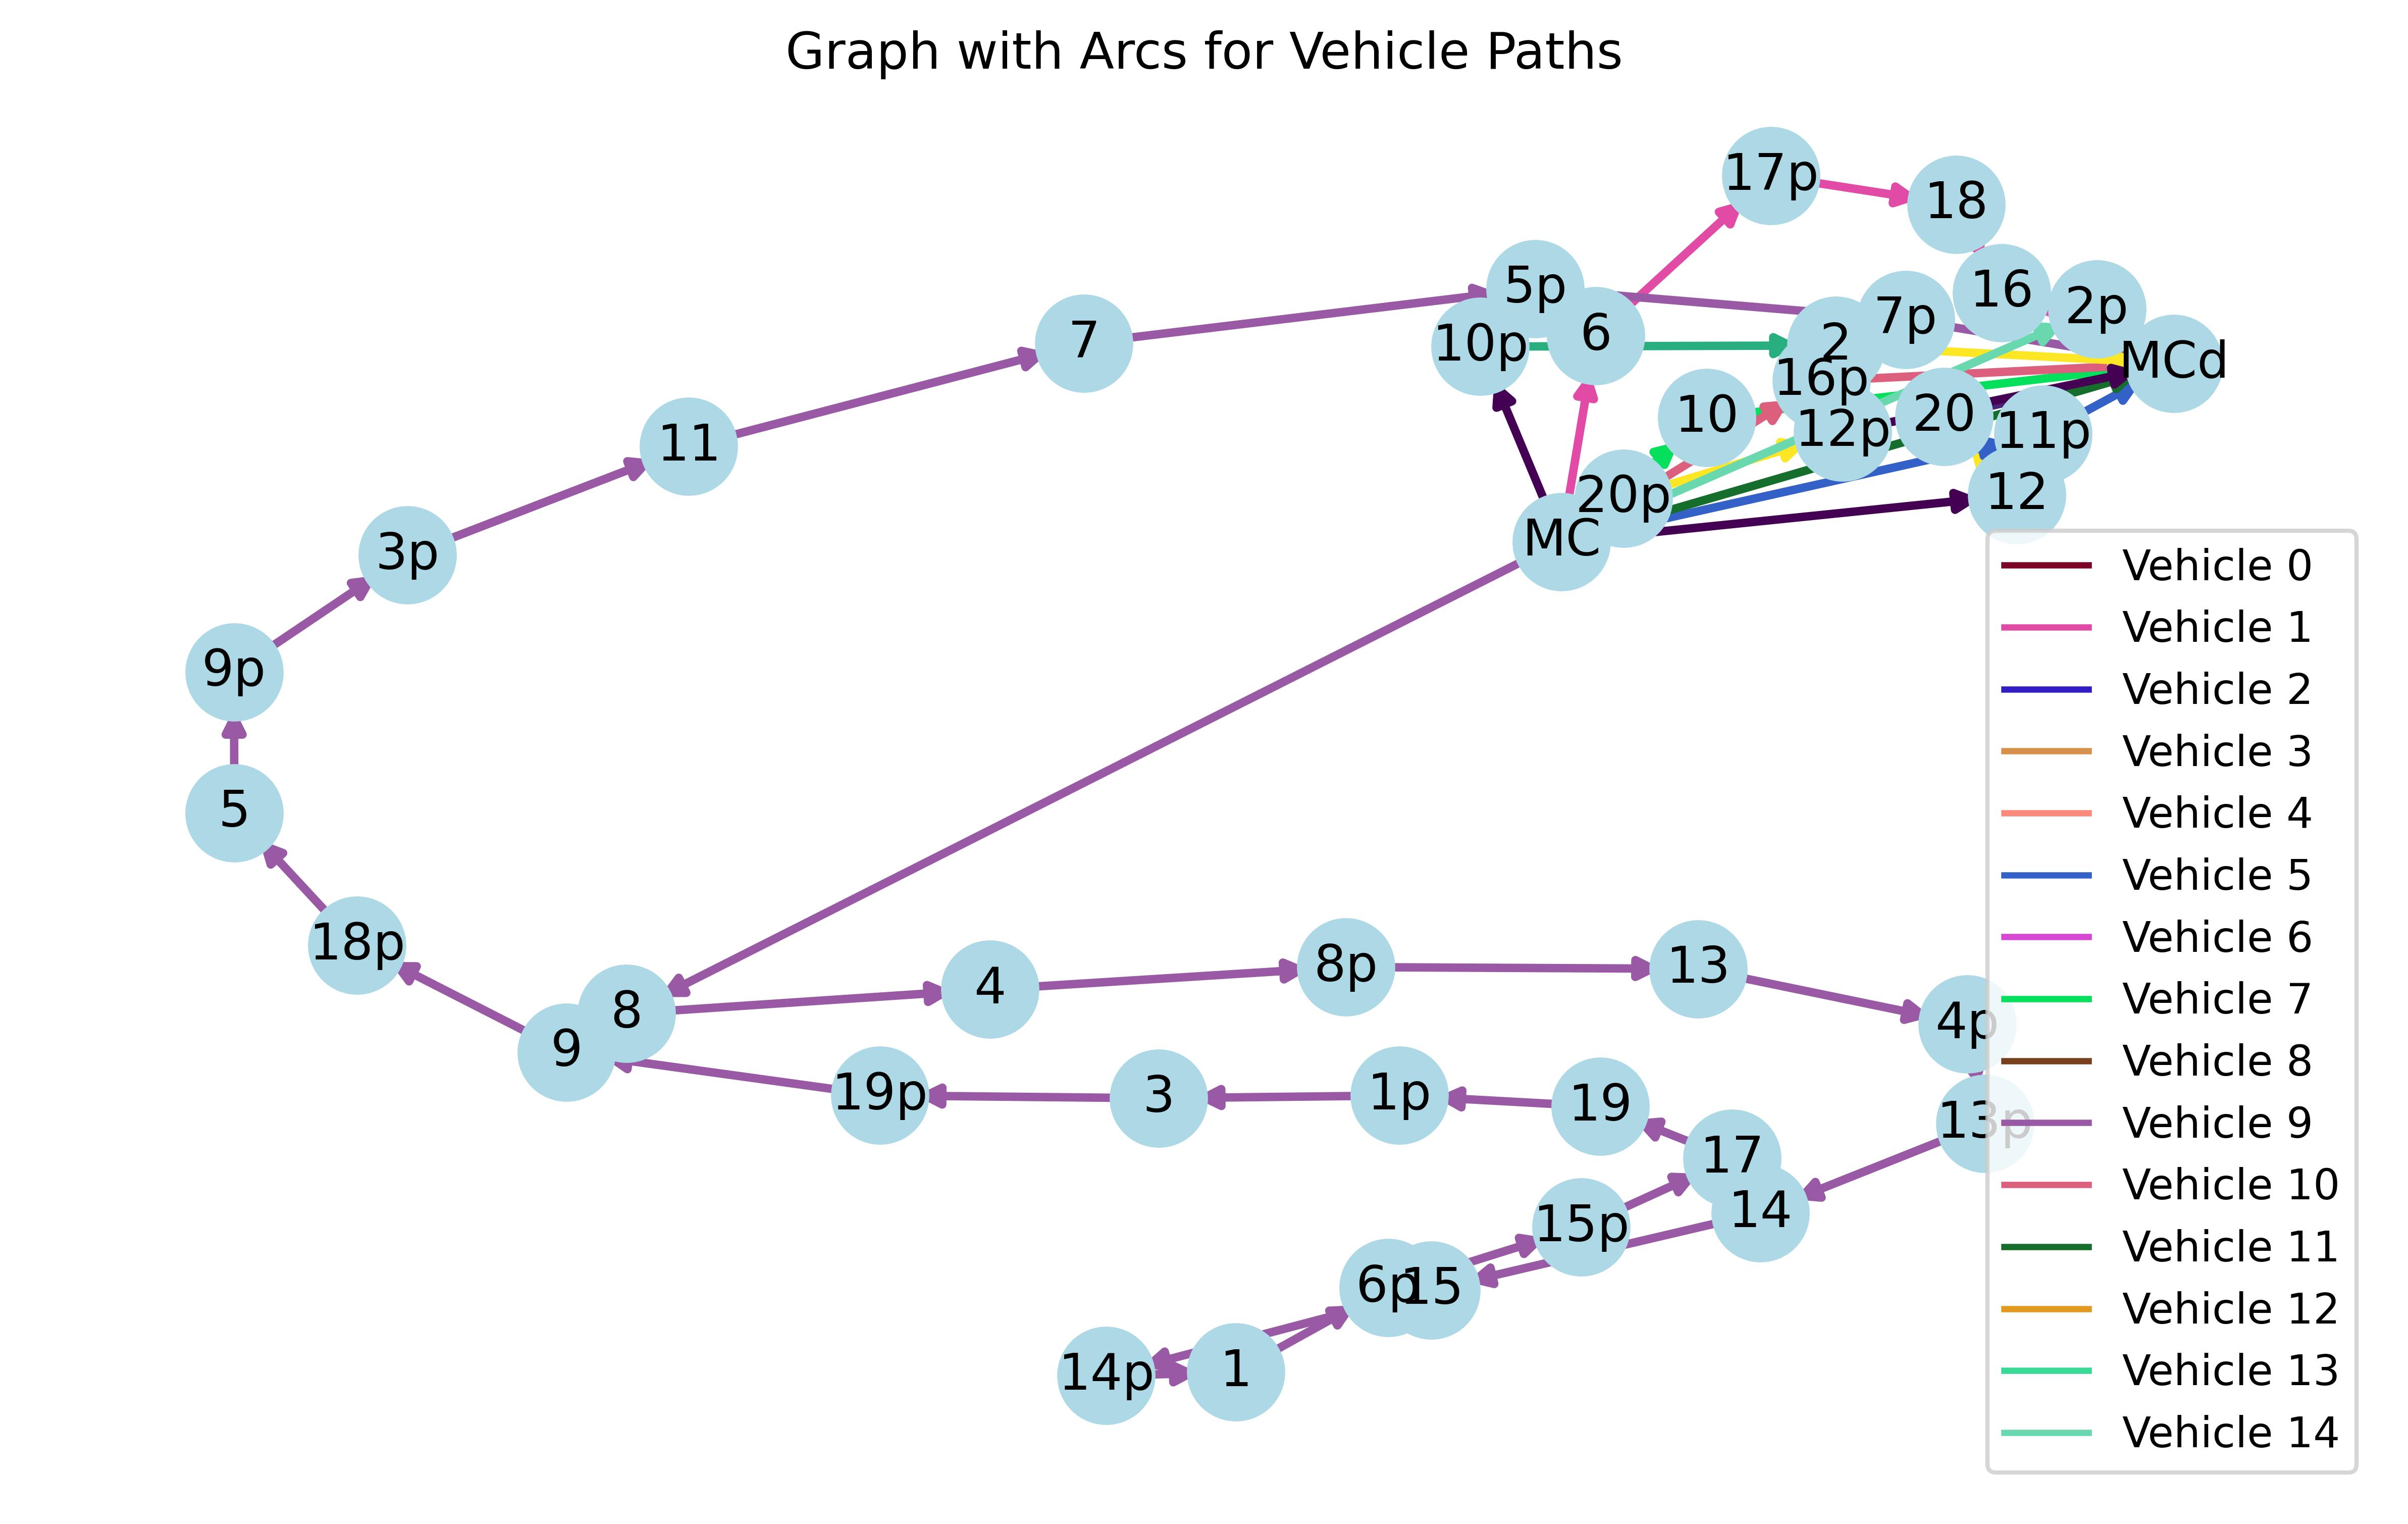 Graph with Arcs for Vehicle Paths
17p
18
5p
16
2p
7p
10p
6
2
MCd
7
16p
10
20
12p
11p
11
20p
12
MC
3p
9p
5
18p
8
4
8p
13
4p
9
19p
3
1p
19
13p
17
14
15p
6p
15
14p
1
Vehicle 0
Vehicle 1
Vehicle 2
Vehicle 3
Vehicle 4
Vehicle 5
Vehicle 6
Vehicle 7
Vehicle 8
Vehicle 9
Vehicle 10
Vehicle 11
Vehicle 12
Vehicle 13
Vehicle 14